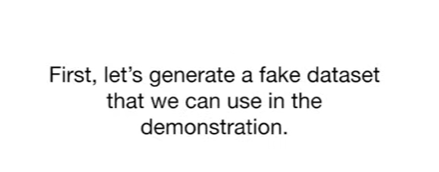 First, let’s generate a fake dataset
that we can use in the
demonstration.